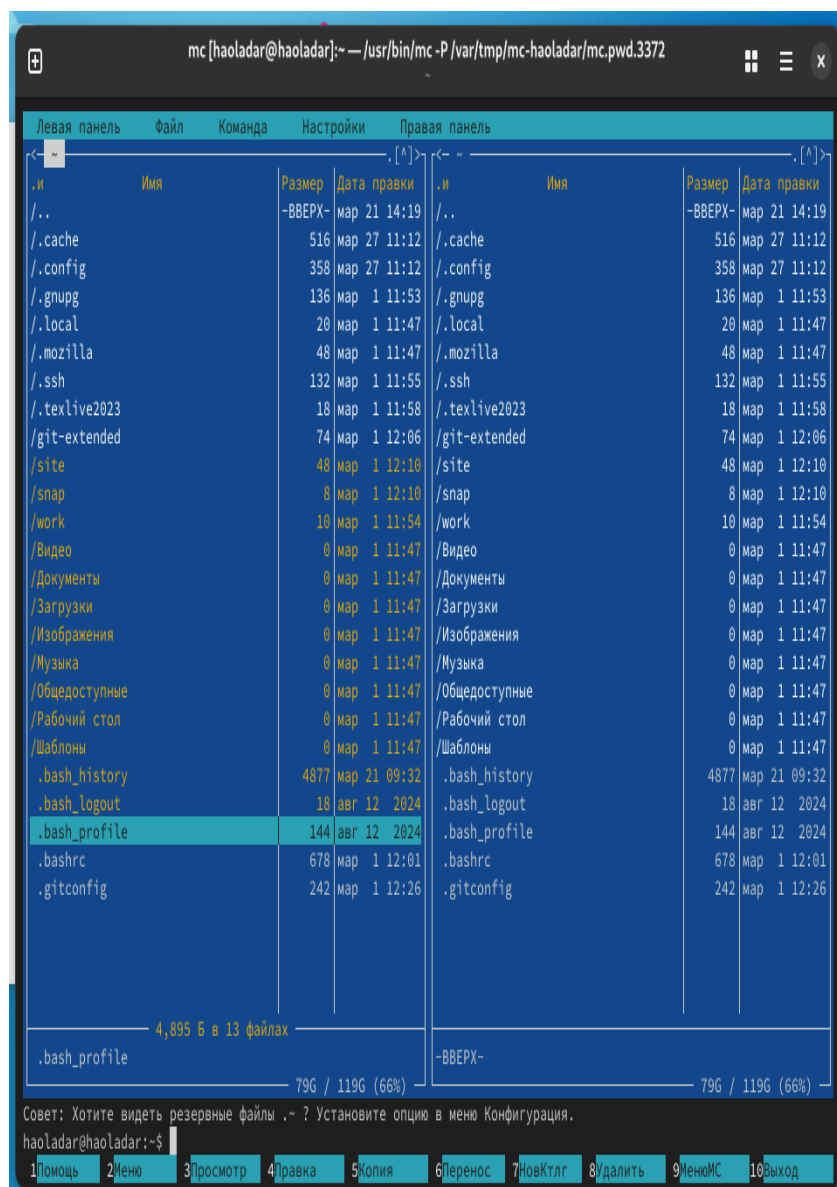 mc [haoladar@haoladar]:~ — /usr/bin/mc -P /var/tmp/mc-haoladar/mc.pwd.3372
~
Левая панель Файл Команда Настройки Правая панель
<— ~ .[^]> <— ~ .[^]>
.и Имя Размер Дата правки .и Имя Размер Дата правки
/.. -ВВЕРХ- мар 21 14:19 /.. -ВВЕРХ- мар 21 14:19
/.cache 516 мар 27 11:12 /.cache 516 мар 27 11:12
/.config 358 мар 27 11:12 /.config 358 мар 27 11:12
/.gnupg 136 мар 1 11:53 /.gnupg 136 мар 1 11:53
/.local 20 мар 1 11:47 /.local 20 мар 1 11:47
/.mozilla 48 мар 1 11:47 /.mozilla 48 мар 1 11:47
/.ssh 132 мар 1 11:55 /.ssh 132 мар 1 11:55
/.texlive2023 18 мар 1 11:58 /.texlive2023 18 мар 1 11:58
/git-extended 74 мар 1 12:06 /git-extended 74 мар 1 12:06
/site 48 мар 1 12:10 /site 48 мар 1 12:10
/snap 8 мар 1 12:10 /snap 8 мар 1 12:10
/work 10 мар 1 11:54 /work 10 мар 1 11:54
/Видео 0 мар 1 11:47 /Видео 0 мар 1 11:47
/Документы 0 мар 1 11:47 /Документы 0 мар 1 11:47
/Загрузки 0 мар 1 11:47 /Загрузки 0 мар 1 11:47
/Изображения 0 мар 1 11:47 /Изображения 0 мар 1 11:47
/Музыка 0 мар 1 11:47 /Музыка 0 мар 1 11:47
/Общедоступные 0 мар 1 11:47 /Общедоступные 0 мар 1 11:47
/Рабочий стол 0 мар 1 11:47 /Рабочий стол 0 мар 1 11:47
/Шаблоны 0 мар 1 11:47 /Шаблоны 0 мар 1 11:47
.bash_history 4877 мар 21 09:32 .bash_history 4877 мар 21 09:32
.bash_logout 18 авг 12 2024 .bash_logout 18 авг 12 2024
.bash_profile 144 авг 12 2024 .bash_profile 144 авг 12 2024
.bashrc 678 мар 1 12:01 .bashrc 678 мар 1 12:01
.gitconfig 242 мар 1 12:26 .gitconfig 242 мар 1 12:26
4,895 Б в 13 файлах
.bash_profile -ВВЕРХ-
79G / 119G (66%) 79G / 119G (66%)
Совет: Хотите видеть резервные файлы .~ ? Установите опцию в меню Конфигурация.
haoladar@haoladar:~$
1Помощь 2Меню 3Просмотр 4Правка 5Копия 6Перенос 7НовКтлг 8Удалить 9МенюMC 10Выход